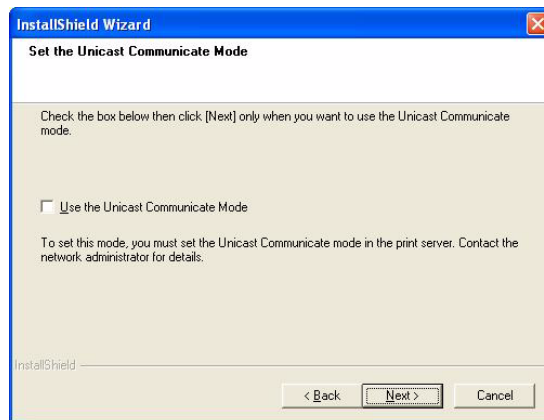 InstallShield Wizard
Set the Unicast Communicate Mode
Check the box below then click [Next] only when you want to use the Unicast Communicate
mode.
Use the Unicast Communicate Mode
To set this mode, you must set the Unicast Communicate mode in the print server. Contact the
network administrator for details.
InstallShield
< Back Next > Cancel